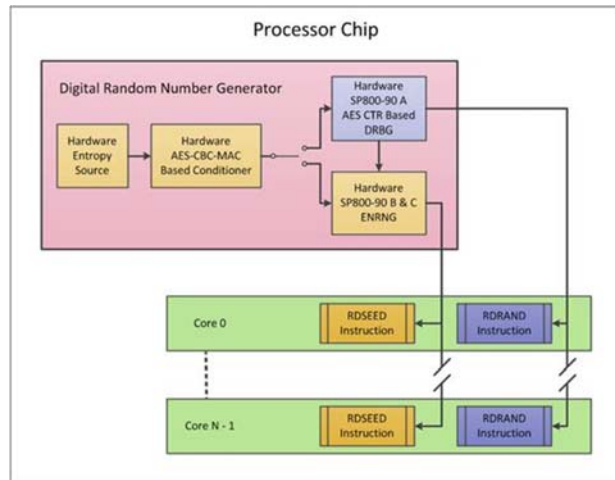 Processor Chip
Digital Random Number Generator
Hardware
Entropy
Source
Hardware
AES-CBC-MAC
Based Conditioner
Hardware
SP800-90 A
AES CTR Based
DRBG
Hardware
SP800-90 B & C
ENRNG
Core 0
RDSEED
Instruction
RDRAND
Instruction
Core N - 1
RDSEED
Instruction
RDRAND
Instruction